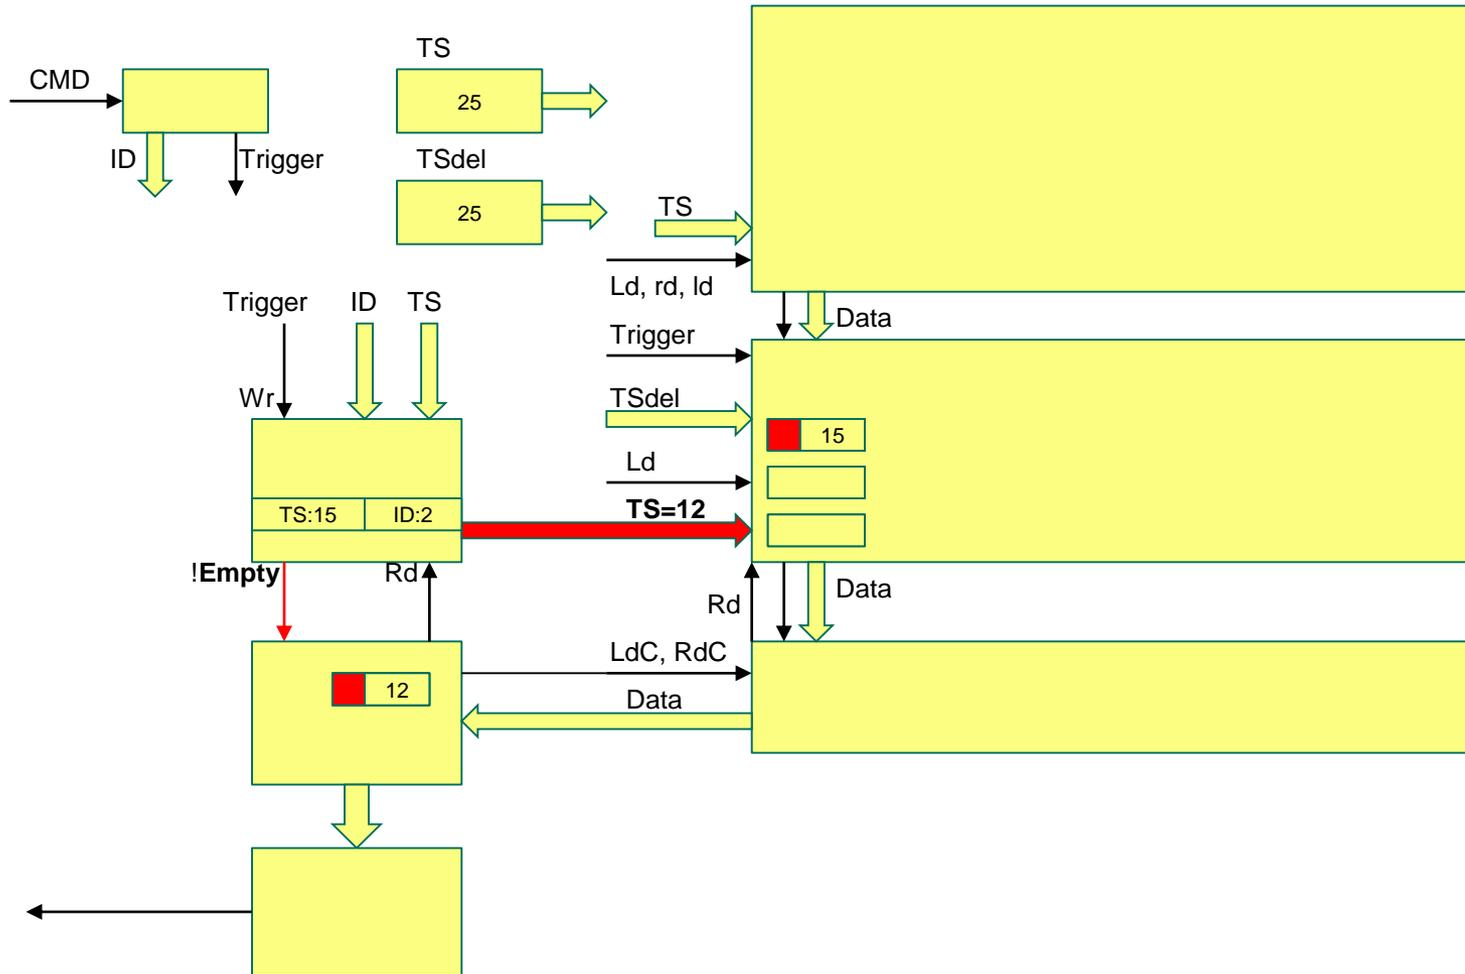 TS
CMD
25
ID
Trigger
TSdel
25
TS
Ld, rd, ld
Trigger
ID
TS
Data
Trigger
Wr
TSdel
15
Ld
TS=12
TS:15
ID:2
!Empty
Rd
Data
Rd
LdC, RdC
12
Data